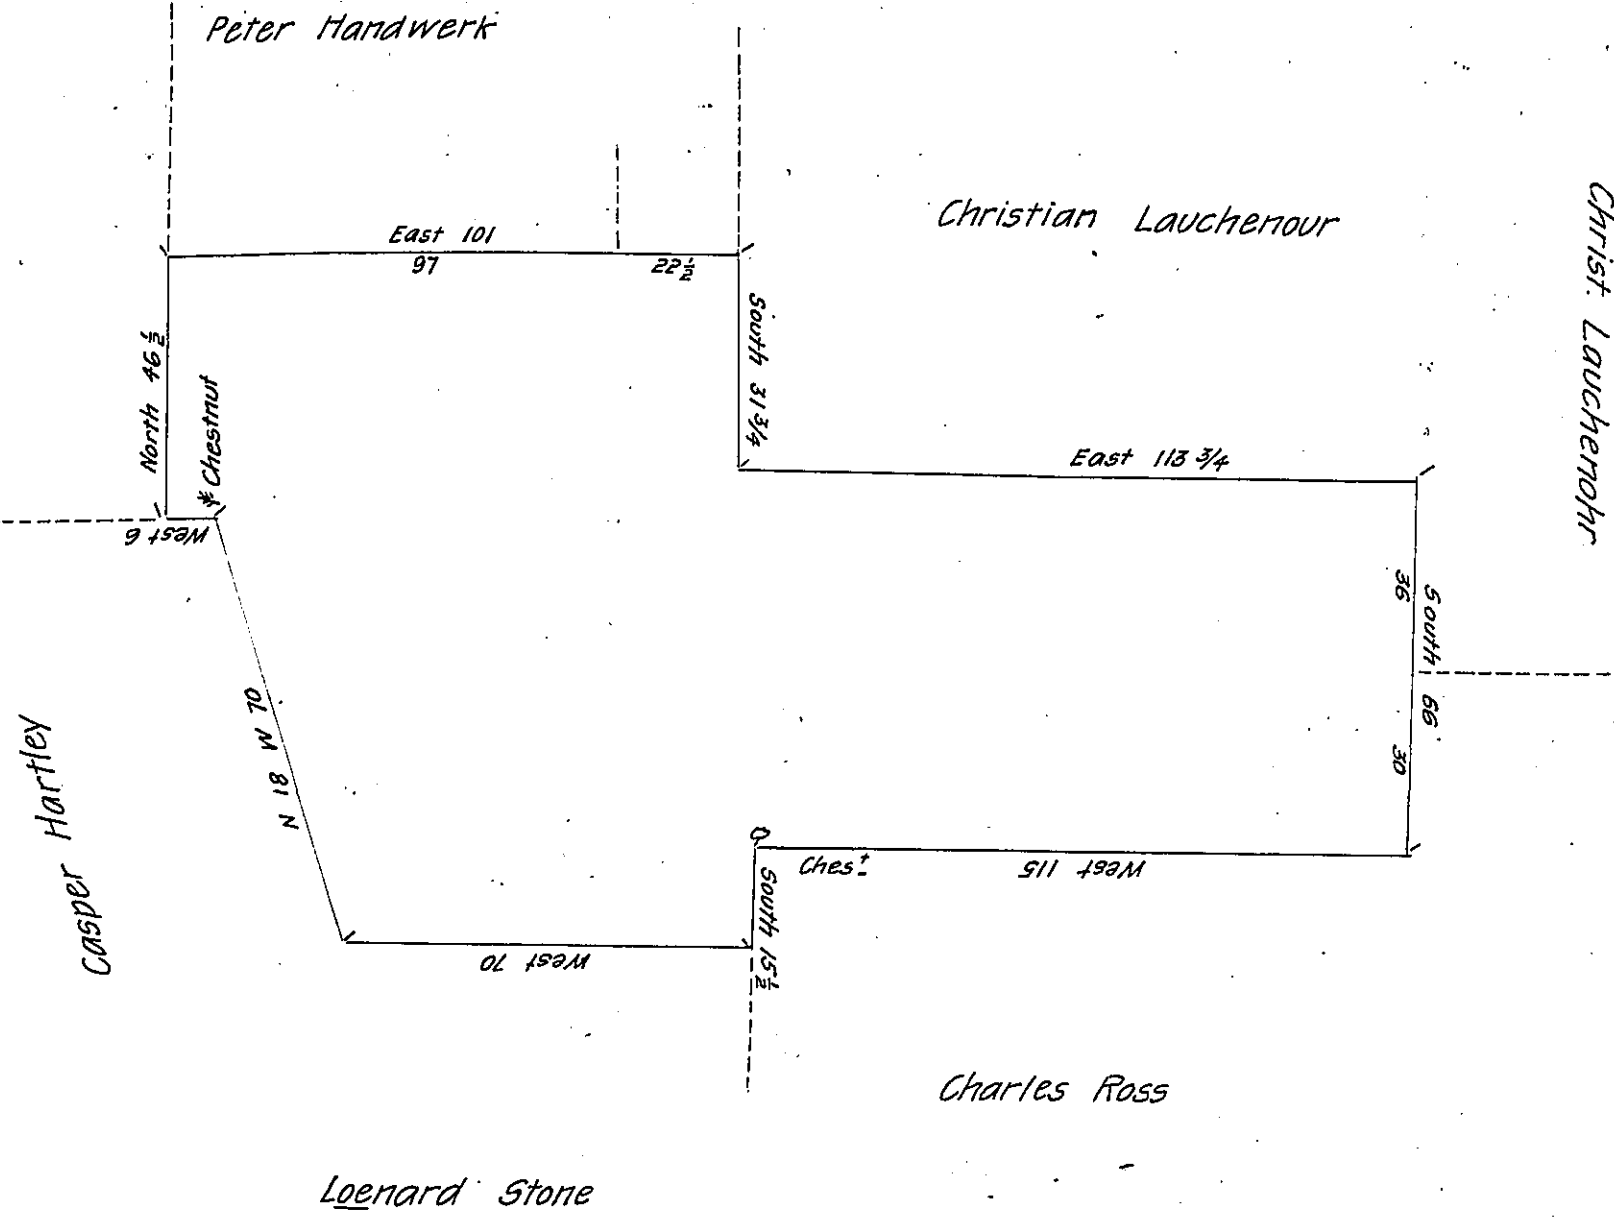 Peter Handwerk
Christian Lauchenour
Christ. Lauchenohr
East 101
97
22½
South 31 3/4
North 46½
*Chestnut
West 6
East 113 3/4
36
South 66
30
N 18 W 70
Casper Hartley
Ches<sup>t</sup>
West 115
South 15½
West 70
Charles Ross
Loenard Stone